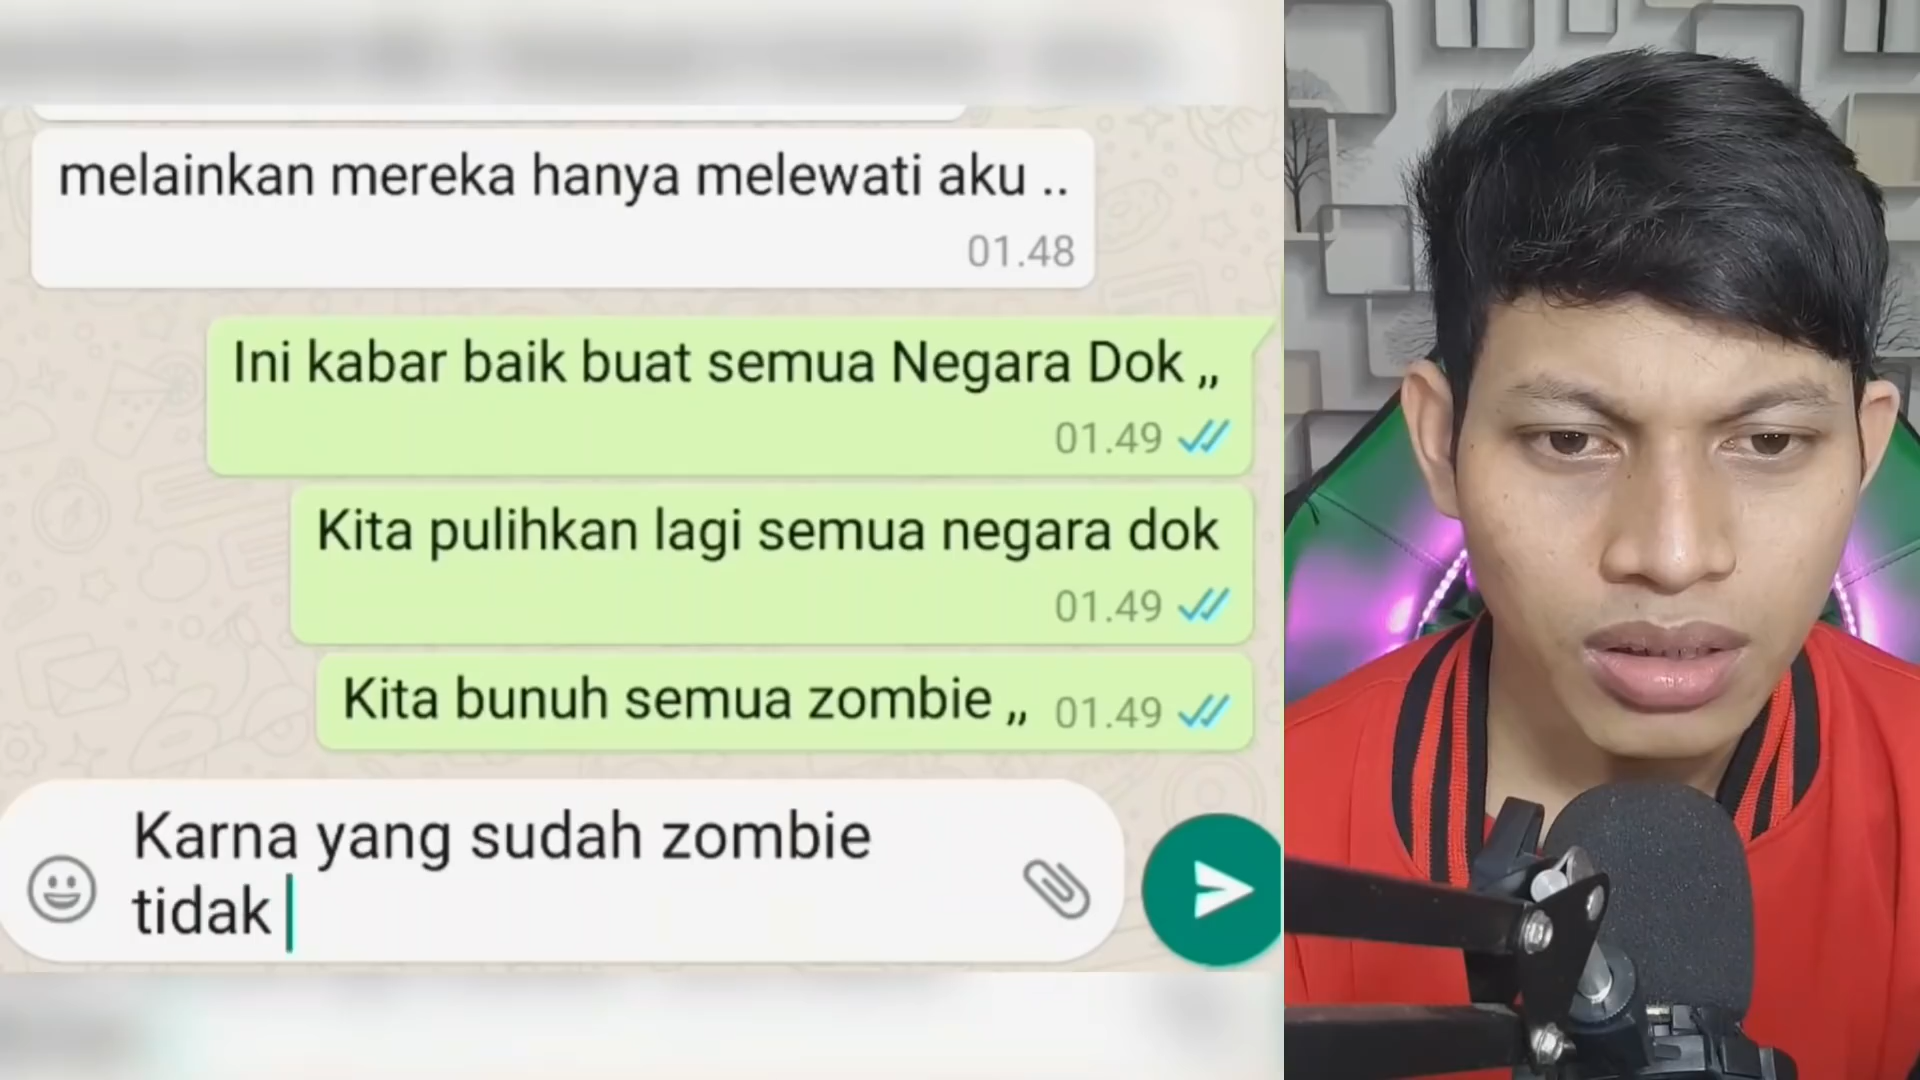 melainkan mereka hanya melewati aku ..
01.48
Ini kabar baik buat semua Negara Dok ,,
01.49
Kita pulihkan lagi semua negara dok
01.49
Kita bunuh semua zombie ,, 01.49
Karna yang sudah zombie
tidak